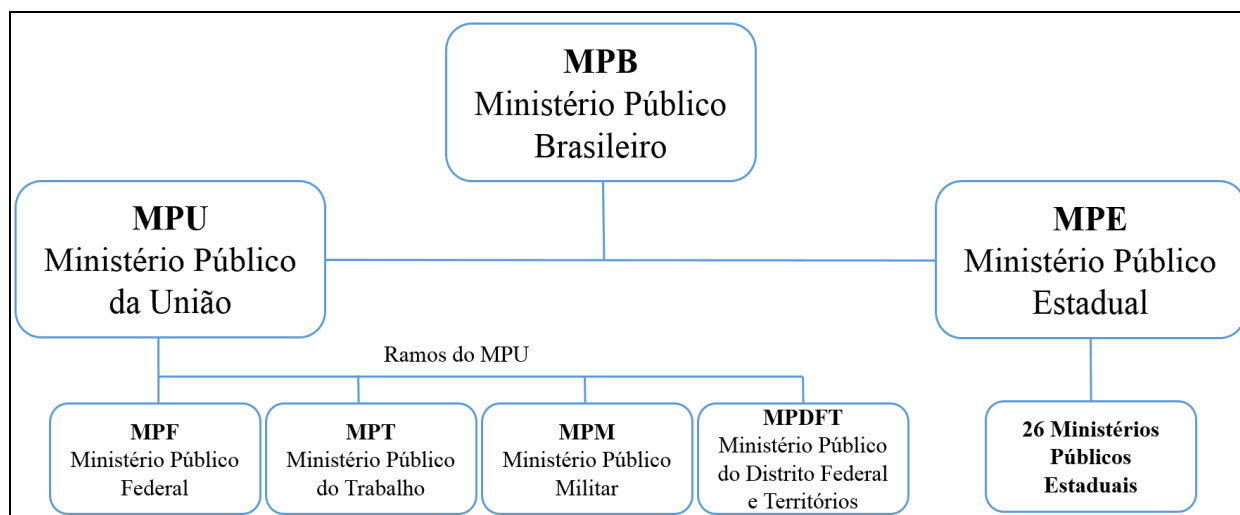 MPB
Ministério Público
Brasileiro
MPU
Ministério Público
da União
MPE
Ministério Público
Estadual
Ramos do MPU
MPF
Ministério Público
Federal
MPT
Ministério Público
do Trabalho
MPM
Ministério Público
Militar
MPDFT
Ministério Público
do Distrito Federal
e Territórios
26 Ministérios
Públicos
Estaduais